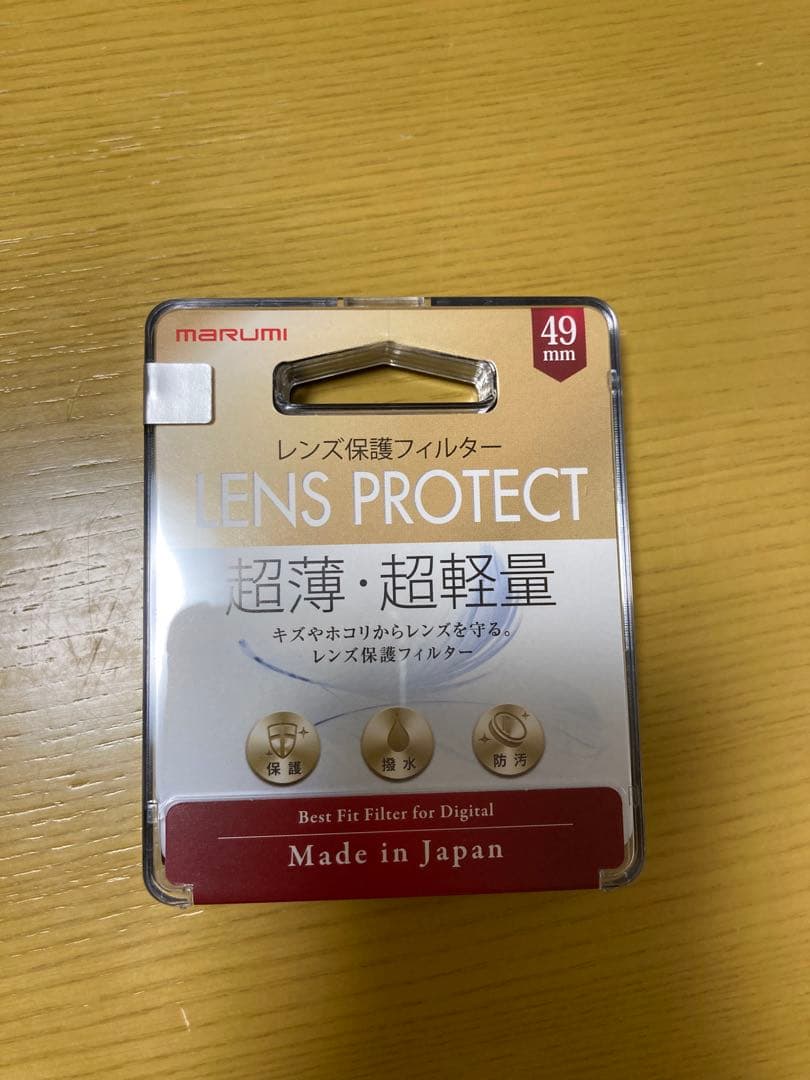 marumi
49
mm
レンズ保護フィルター
LENS PROTECT
超薄・超軽量
キズやホコリからレンズを守る。
レンズ保護フィルター
保護
撥水
防汚
Best Fit Filter for Digital
Made in Japan